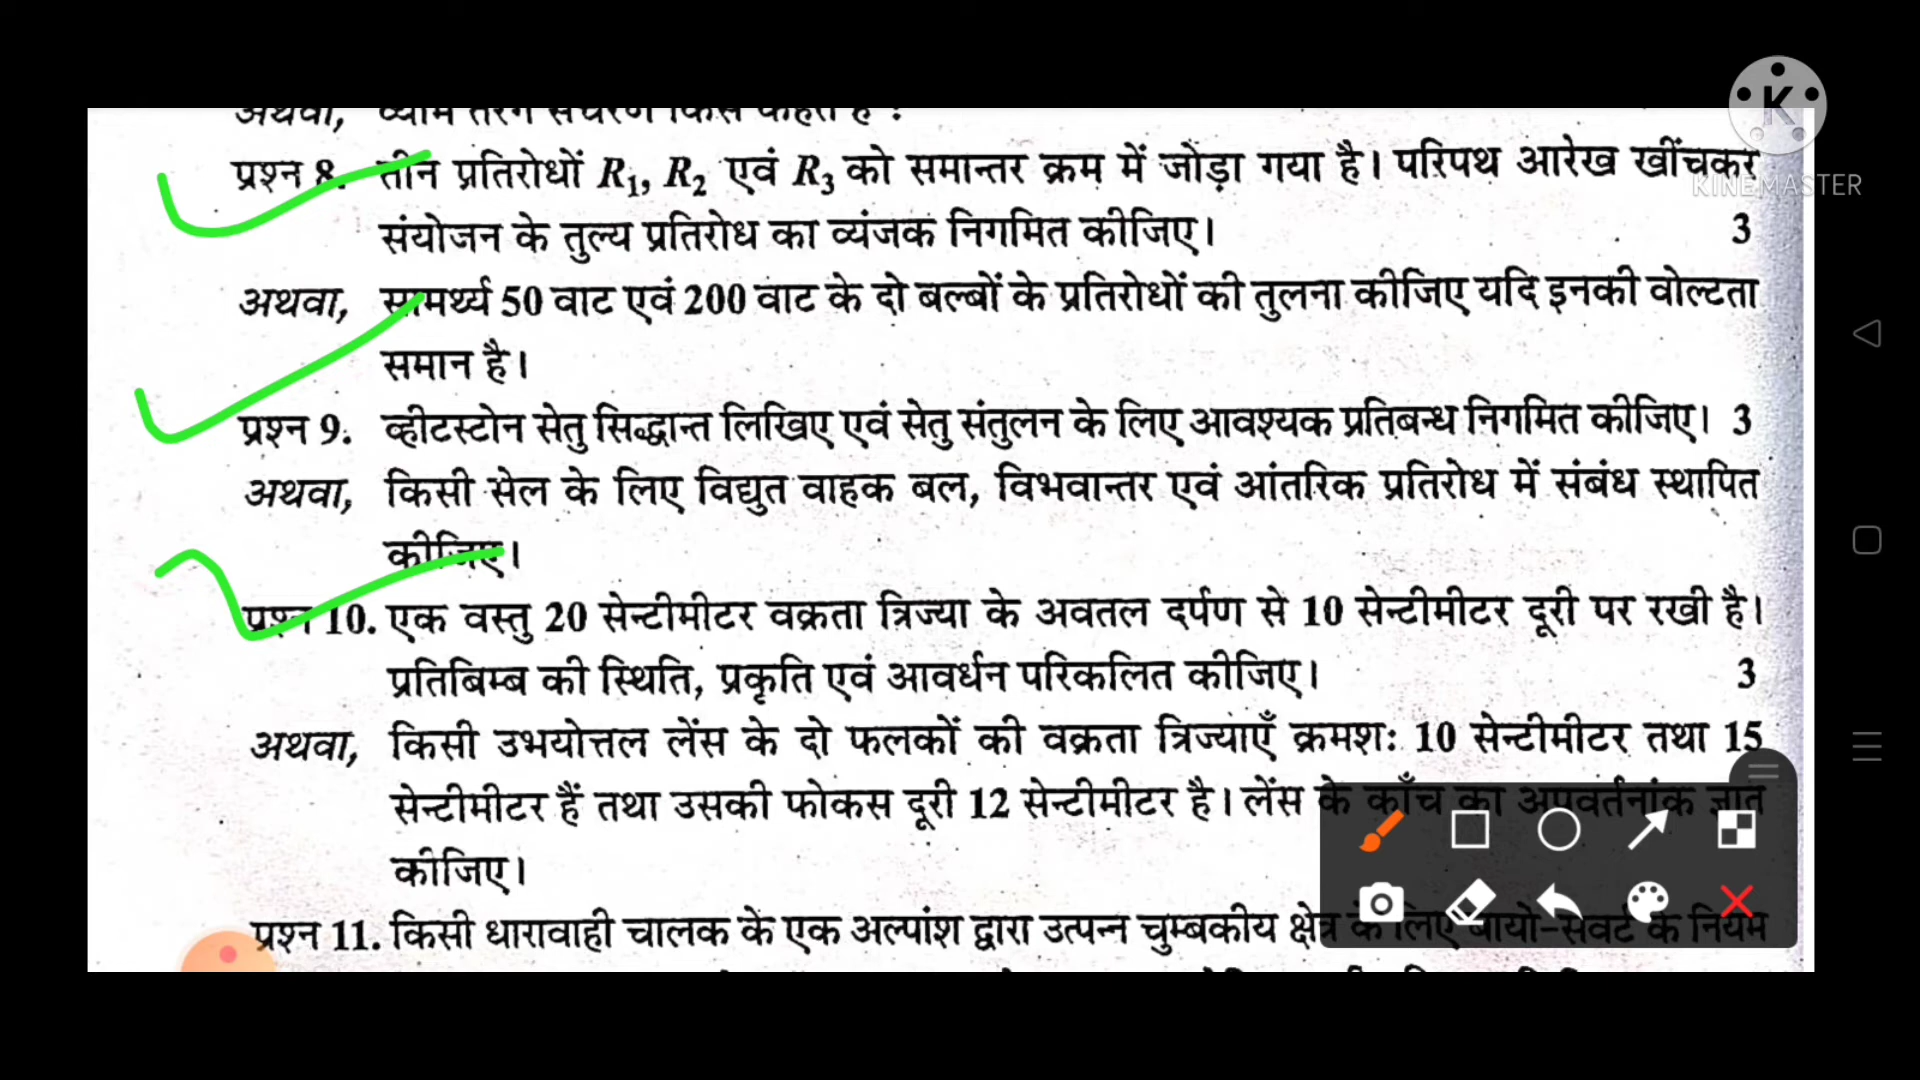 अथवा, व्योम तरंग संचरण किसे कहते हैं ?
प्रश्न 8. तीन प्रतिरोधों R1, R2 एवं R3 को समान्तर क्रम में जोड़ा गया है। परिपथ आरेख खींचकर
KINEMASTER
संयोजन के तुल्य प्रतिरोध का व्यंजक निगमित कीजिए। 3
अथवा, सामर्थ्य 50 वाट एवं 200 वाट के दो बल्बों के प्रतिरोधों की तुलना कीजिए यदि इनकी वोल्टता
समान है।
प्रश्न 9. व्हीटस्टोन सेतु सिद्धान्त लिखिए एवं सेतु संतुलन के लिए आवश्यक प्रतिबन्ध निगमित कीजिए। 3
अथवा, किसी सेल के लिए विद्युत वाहक बल, विभवान्तर एवं आंतरिक प्रतिरोध में संबंध स्थापित
कीजिए।
प्रश्न 10. एक वस्तु 20 सेन्टीमीटर वक्रता त्रिज्या के अवतल दर्पण से 10 सेन्टीमीटर दूरी पर रखी है।
प्रतिबिम्ब की स्थिति, प्रकृति एवं आवर्धन परिकलित कीजिए। 3
अथवा, किसी उभयोत्तल लेंस के दो फलकों की वक्रता त्रिज्याएँ क्रमशः 10 सेन्टीमीटर तथा 15
सेन्टीमीटर हैं तथा उसकी फोकस दूरी 12 सेन्टीमीटर है। लेंस के काँच का अपवर्तनांक ज्ञात
कीजिए।
प्रश्न 11. किसी धारावाही चालक के एक अल्पांश द्वारा उत्पन्न चुम्बकीय क्षेत्र के लिए बायो-सेवर्ट के नियम